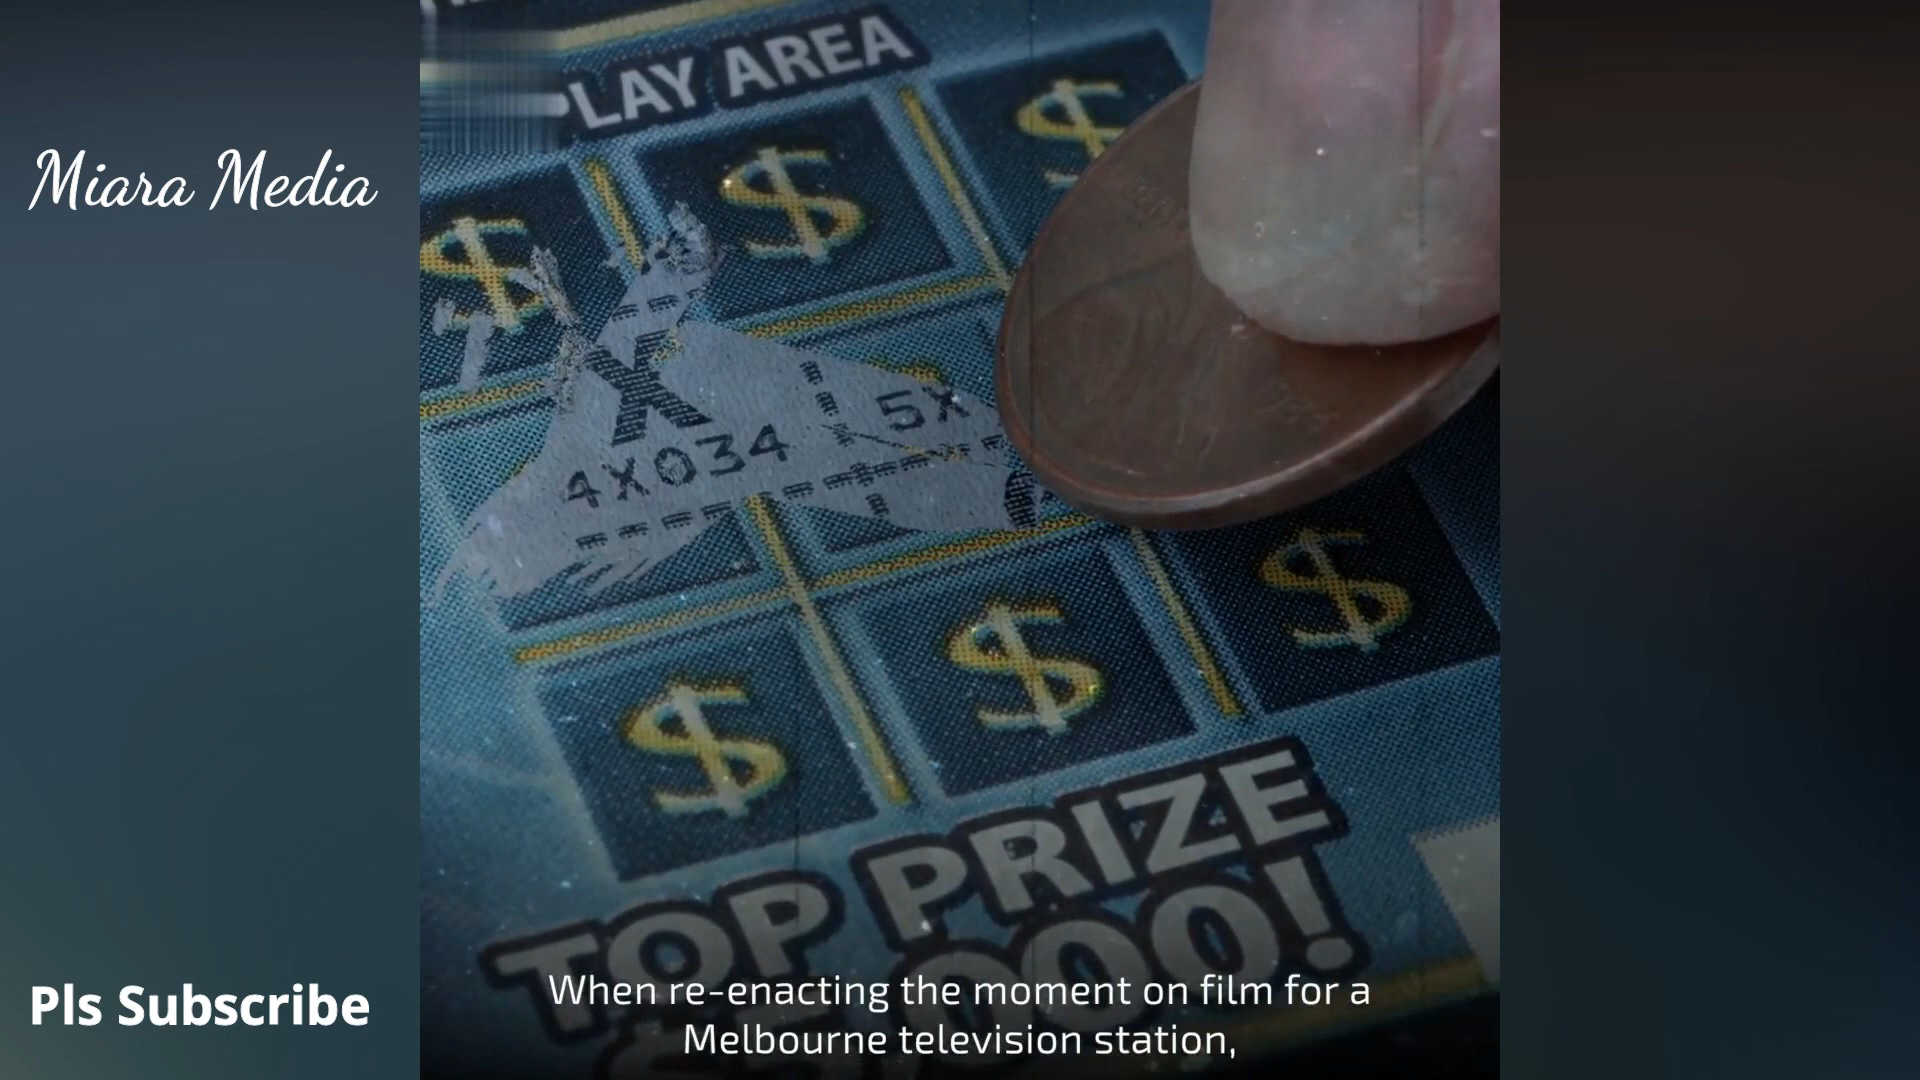 PLAY AREA
Miara Media
$
$
$
X
4X034
5X
$
$
$
TOP PRIZE
000!
Pls Subscribe
When re-enacting the moment on film for a
Melbourne television station,